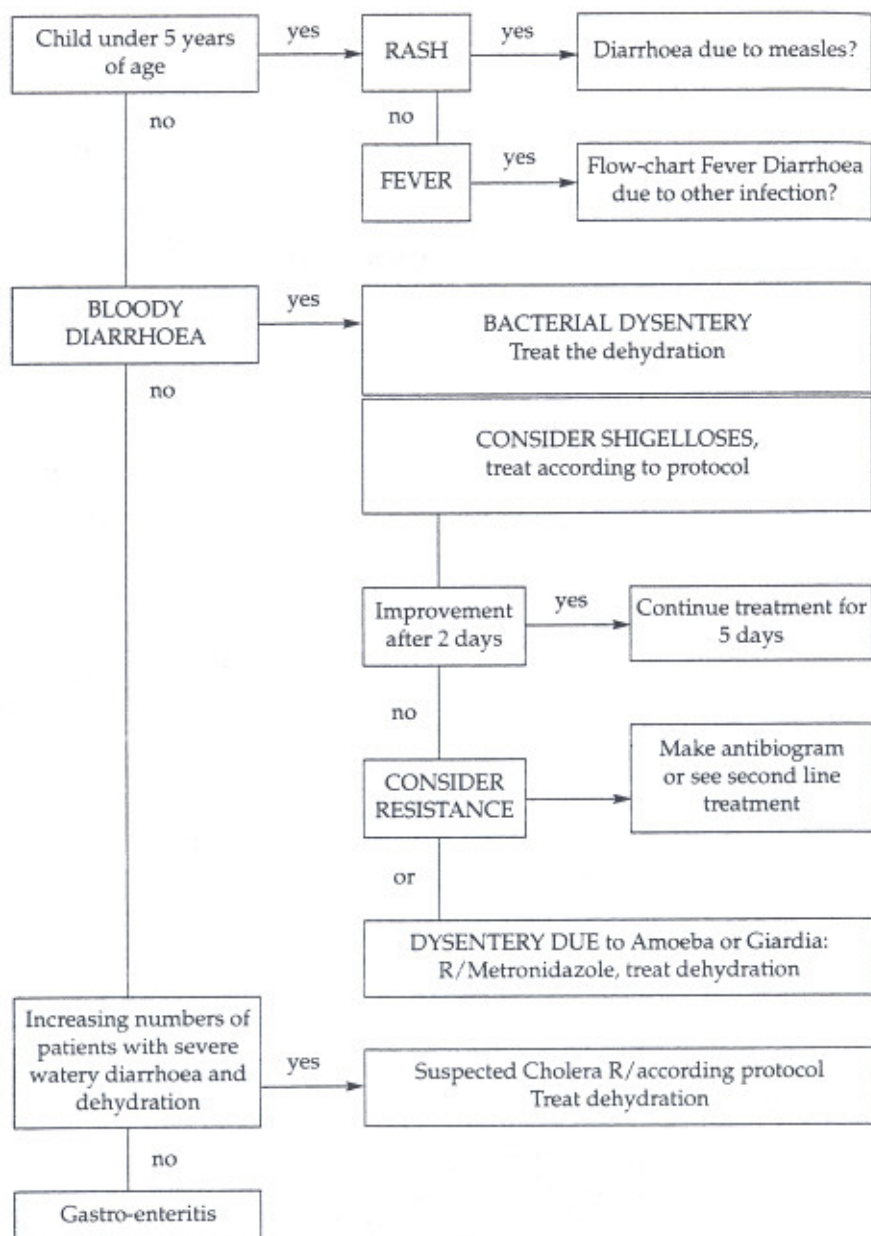 Child under 5 years
of age
yes
RASH
yes
Diarrhoea due to measles?
no
no
FEVER
yes
Flow-chart Fever Diarrhoea
due to other infection?
BLOODY
DIARRHOEA
yes
BACTERIAL DYSENTERY
Treat the dehydration
no
CONSIDER SHIGELLOSES,
treat according to protocol
Improvement
after 2 days
yes
Continue treatment for
5 days
no
CONSIDER
RESISTANCE
Make antibiogram
or see second line
treatment
or
DYSENTERY DUE to Amoeba or Giardia:
R/Metronidazole, treat dehydration
Increasing numbers of
patients with severe
watery diarrhoea and
dehydration
yes
Suspected Cholera R/according protocol
Treat dehydration
no
Gastro-enteritis